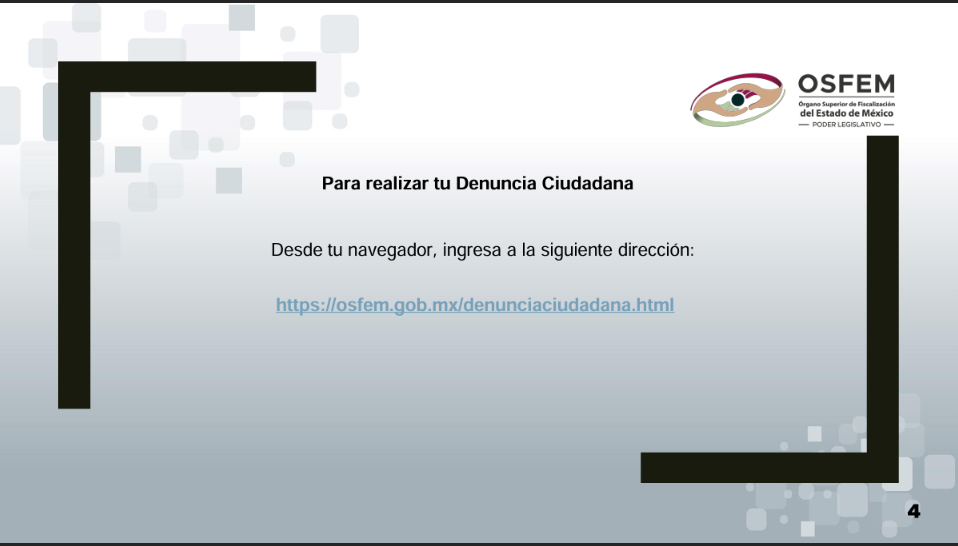 OSFEM
Órgano Superior de Fiscalización
del Estado de México
PODER LEGISLATIVO
Para realizar tu Denuncia Ciudadana
Desde tu navegador, ingresa a la siguiente dirección:
https://osfem.gob.mx/denunciaciudadana.html
4